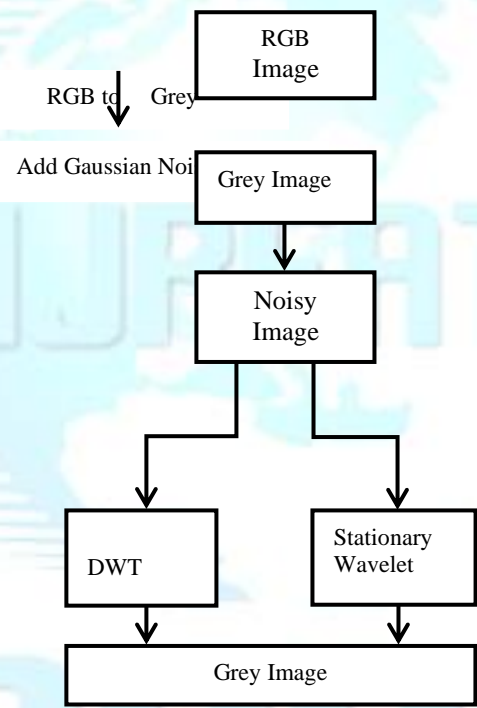 RGB
Image
RGB to Grey
Add Gaussian Noi
Grey Image
Noisy
Image
DWT
Stationary
Wavelet
Grey Image